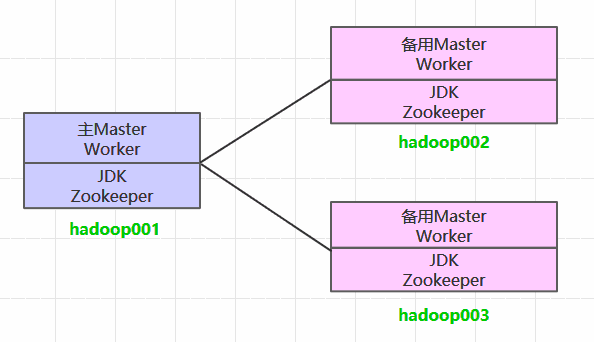 主Master
Worker
JDK
Zookeeper
hadoop001
备用Master
Worker
JDK
Zookeeper
hadoop002
备用Master
Worker
JDK
Zookeeper
hadoop003